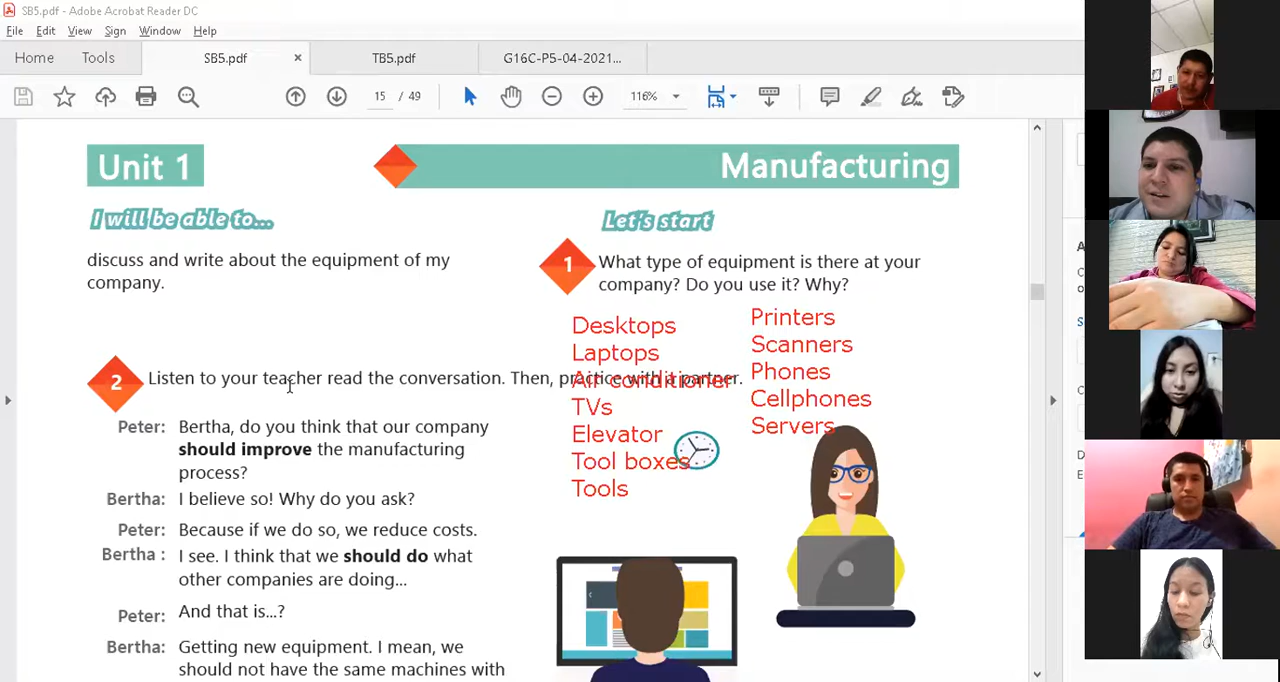 SB5.pdf - Adobe Acrobat Reader DC
File Edit View Sign Window Help
Home Tools SB5.pdf × TB5.pdf G16C-P5-04-2021...
15 / 49 116%
Unit 1 Manufacturing
I will be able to...
discuss and write about the equipment of my
company.
Let's start
1 What type of equipment is there at your
company? Do you use it? Why?
Desktops
Laptops
Air conditioner
TVs
Elevator
Tool boxes
Tools
Printers
Scanners
Phones
Cellphones
Servers
2 Listen to your teacher read the conversation. Then, practice with a partner.
Peter: Bertha, do you think that our company
should improve the manufacturing
process?
Bertha: I believe so! Why do you ask?
Peter: Because if we do so, we reduce costs.
Bertha : I see. I think that we should do what
other companies are doing...
Peter: And that is...?
Bertha: Getting new equipment. I mean, we
should not have the same machines with